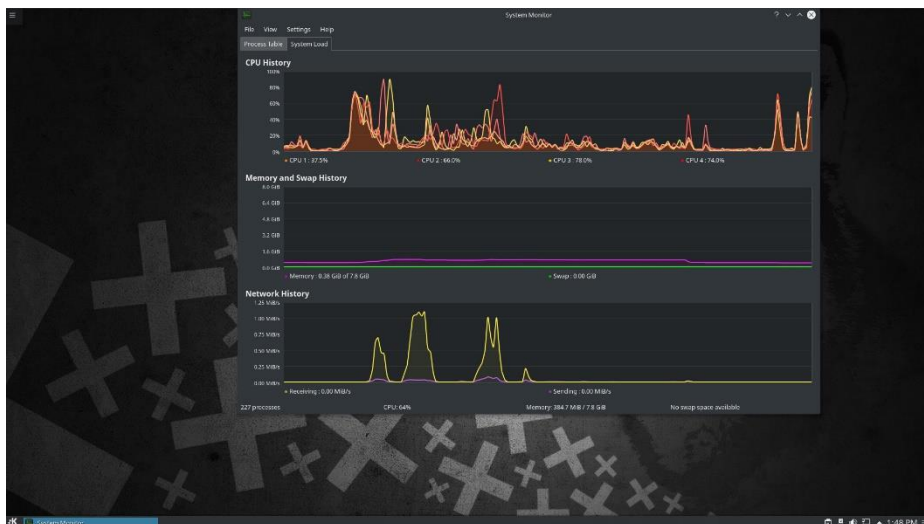 System Monitor
File View Settings Help
Process Table System Load
CPU History
100%
80%
60%
40%
20%
0%
CPU 1 : 37.5% CPU 2 : 66.0% CPU 3 : 78.0% CPU 4 : 74.0%
Memory and Swap History
8.0 GiB
6.4 GiB
4.8 GiB
3.2 GiB
1.6 GiB
0.0 GiB
Memory : 0.38 GiB of 7.8 GiB Swap : 0.00 GiB
Network History
1.25 MiB/s
1.00 MiB/s
0.75 MiB/s
0.50 MiB/s
0.25 MiB/s
0.00 MiB/s
Receiving : 0.00 MiB/s Sending : 0.00 MiB/s
227 processes CPU: 64% Memory: 384.7 MiB / 7.8 GiB No swap space available
System Monitor 1:48 PM